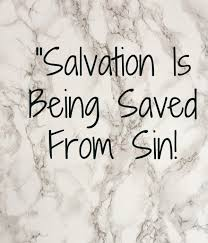 "Salvation Is
Being Saved
From Sin!